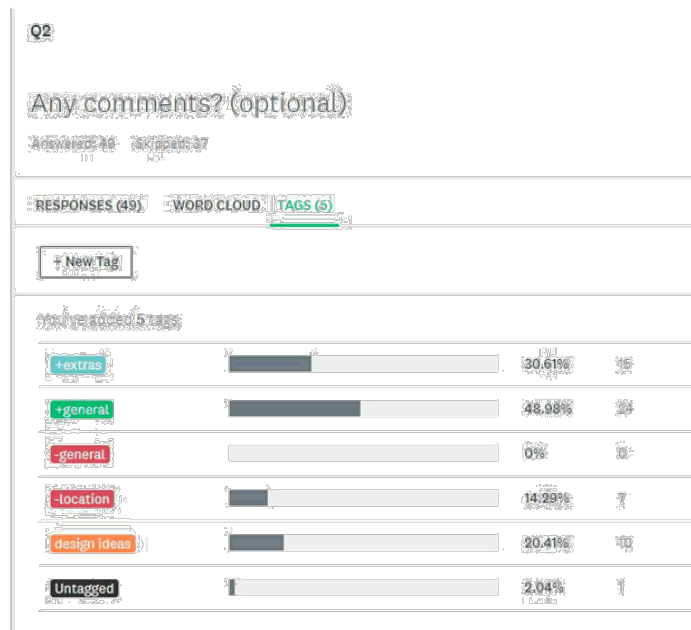 Q2
Any comments? (optional)
Answered: 49 Skipped: 37
RESPONSES (49) WORD CLOUD TAGS (5)
+ New Tag
You've added 5 tags
+extras 30.61% 15
+general 48.98% 24
-general 0% 0
-location 14.29% 7
design ideas 20.41% 10
Untagged 2.04% 1